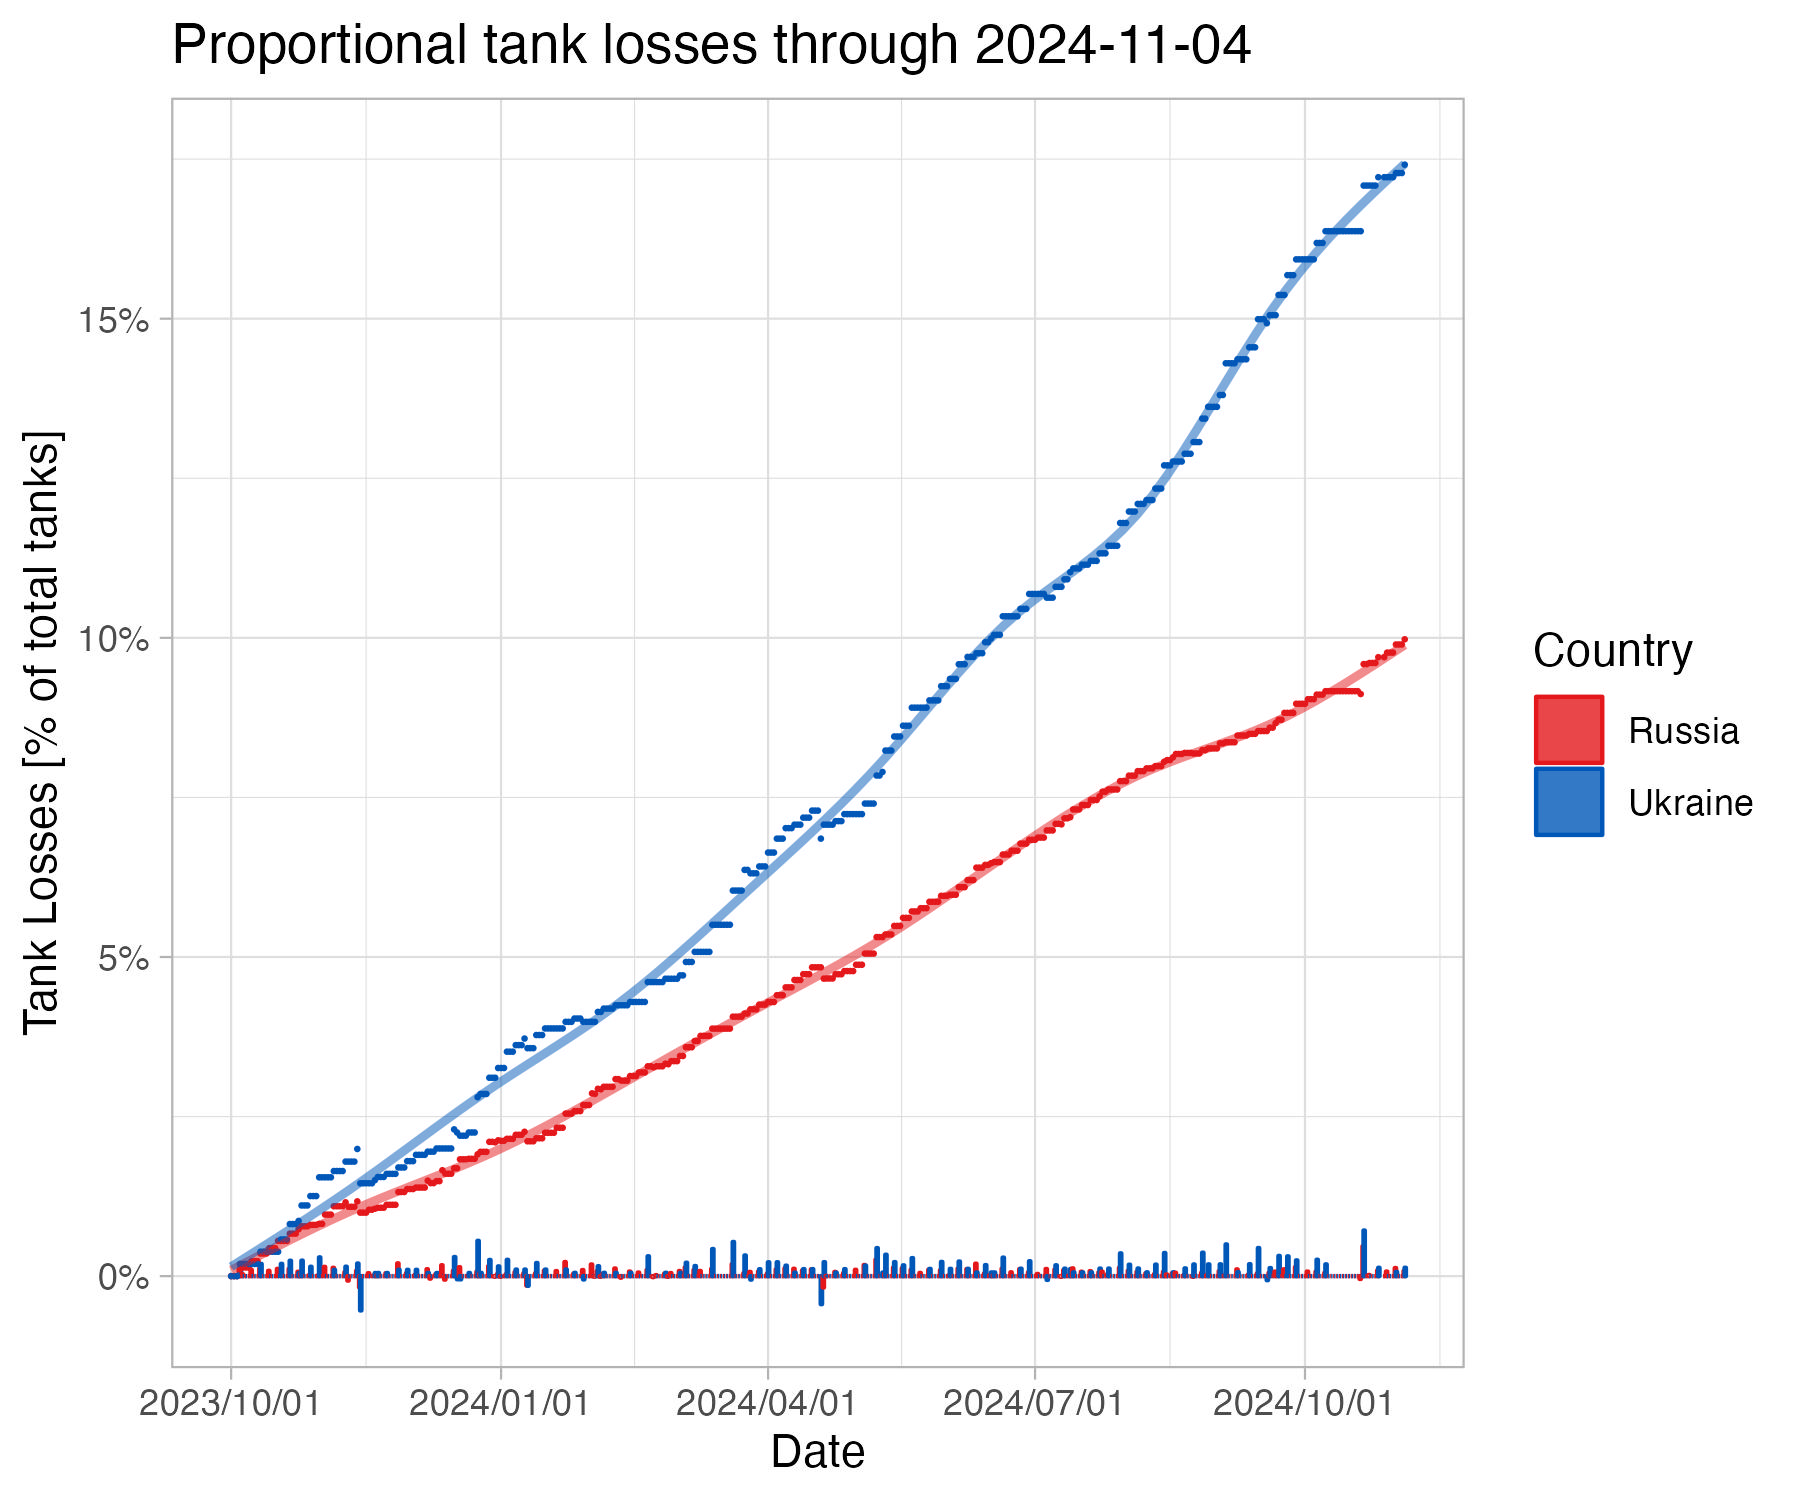 Proportional tank losses through 2024-11-04
Tank Losses [% of total tanks]
15%
10%
5%
0%
2023/10/01
2024/01/01
2024/04/01
2024/07/01
2024/10/01
Date
Country
Russia
Ukraine